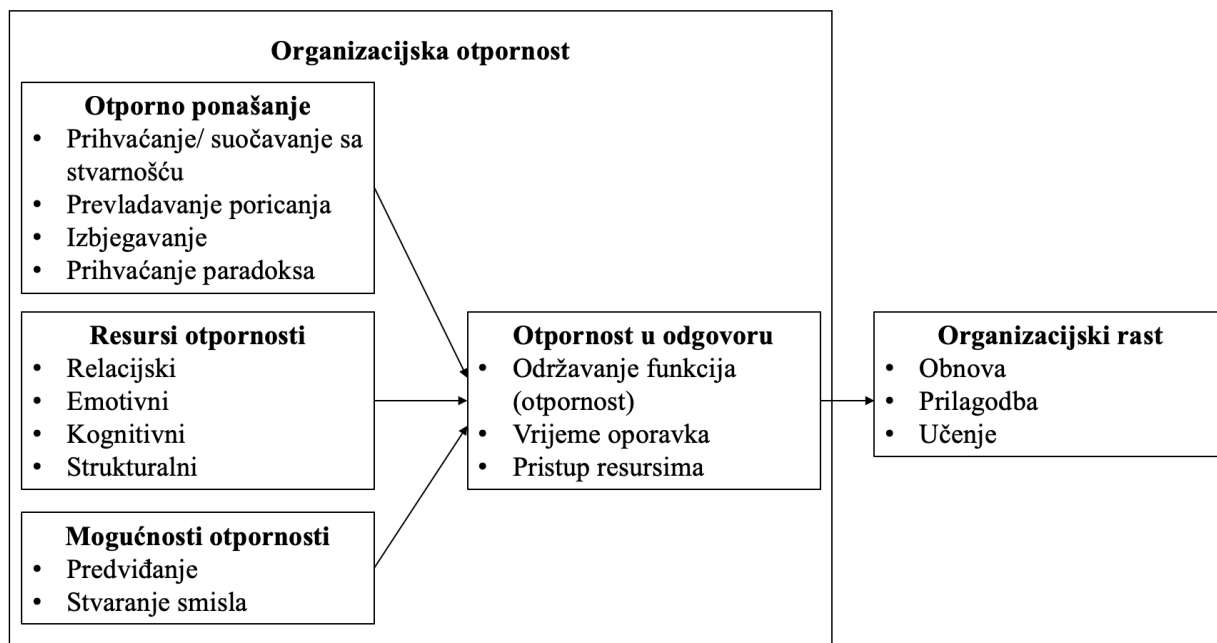 Organizacijska otpornost
Otporno ponašanje
• Prihvaćanje/ suočavanje sa
stvarnošću
• Prevladavanje poricanja
• Izbjegavanje
• Prihvaćanje paradoksa
Resursi otpornosti
• Relacijski
• Emotivni
• Kognitivni
• Strukturalni
Mogućnosti otpornosti
• Predviđanje
• Stvaranje smisla
Otpornost u odgovoru
• Održavanje funkcija
(otpornost)
• Vrijeme oporavka
• Pristup resursima
Organizacijski rast
• Obnova
• Prilagodba
• Učenje